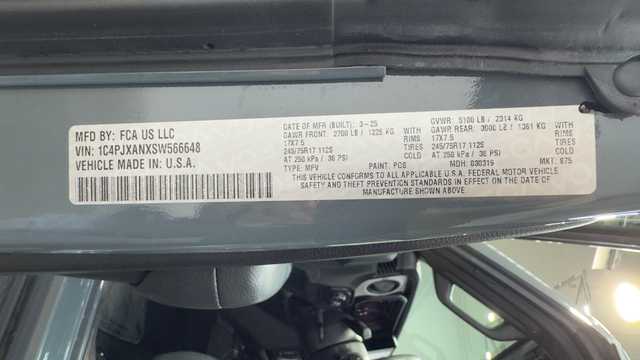 MFD BY: FCA US LLC
VIN: 1C4PJXANXSW566648
VEHICLE MADE IN U.S.A.
DATE OF MFR (BUILT): 3-25
GAWR FRONT: 2700 LB / 1225 KG
17X7.5
245/75R17 112S
AT 250 kPa / 36 PSI
TYPE: MPV
WITH
RIMS
TIRES
COLD
PAINT: PDS
GVWR: 5100 LB / 2314 KG
GAWR REAR: 3000 LB / 1361 KG
17X7.5
245/75R17 112S
AT 250 kPa / 36 PSI
MDH: 030319
WITH
RIMS
TIRES
COLD
MKT: 875
THIS VEHICLE CONFORMS TO ALL APPLICABLE U.S.A. FEDERAL MOTOR VEHICLE
SAFETY AND THEFT PREVENTION STANDARDS IN EFFECT ON THE DATE OF
MANUFACTURE SHOWN ABOVE.